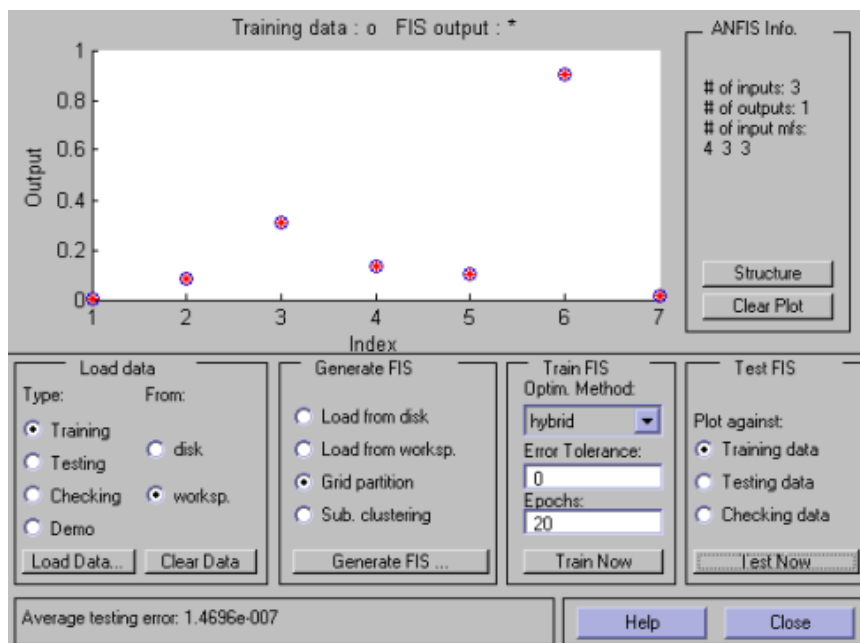 Training data : o   FIS output : *
Output
1
0.8
0.6
0.4
0.2
0
1 2 3 4 5 6 7
Index
ANFIS Info.
# of inputs: 3
# of outputs: 1
# of input mfs:
4 3 3
Structure
Clear Plot
Load data
Type: From:
Training
Testing
Checking
Demo
disk
worksp.
Load Data...
Clear Data
Generate FIS
Load from disk
Load from worksp.
Grid partition
Sub. clustering
Generate FIS ...
Train FIS
Optim. Method:
hybrid
Error Tolerance:
0
Epochs:
20
Train Now
Test FIS
Plot against:
Training data
Testing data
Checking data
Test Now
Average testing error: 1.4696e-007
Help
Close